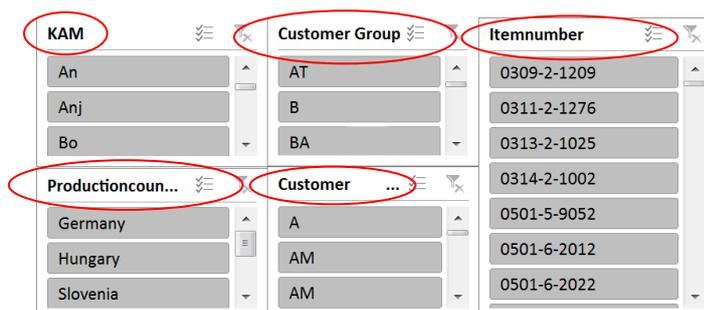 KAM
An
Anj
Bo
Customer Group
AT
B
BA
Itemnumber
0309-2-1209
0311-2-1276
0313-2-1025
0314-2-1002
0501-5-9052
0501-6-2012
0501-6-2022
Productioncoun...
Germany
Hungary
Slovenia
Customer ...
A
AM
AM